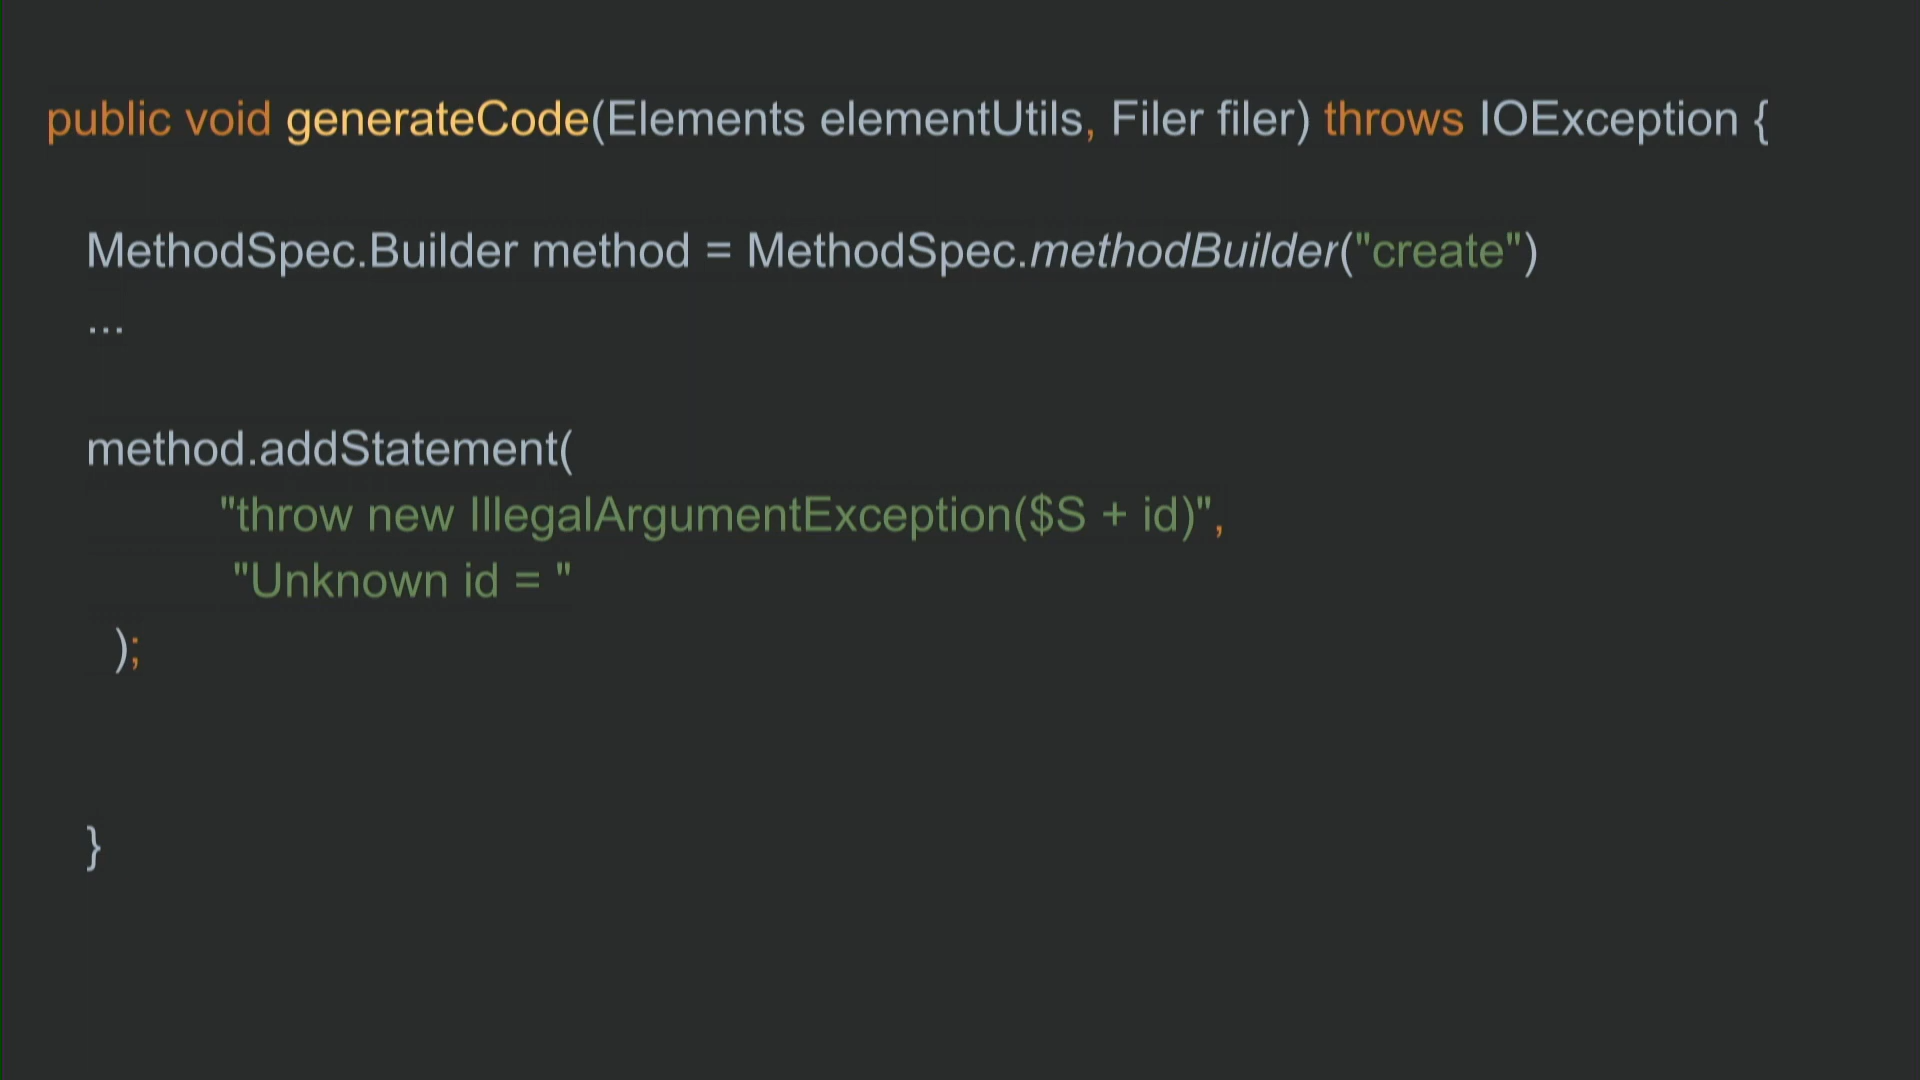 public void generateCode(Elements elementUtils, Filer filer) throws IOException {
MethodSpec.Builder method = MethodSpec.methodBuilder("create")
...
method.addStatement(
"throw new IllegalArgumentException($S + id)",
"Unknown id = "
);
}